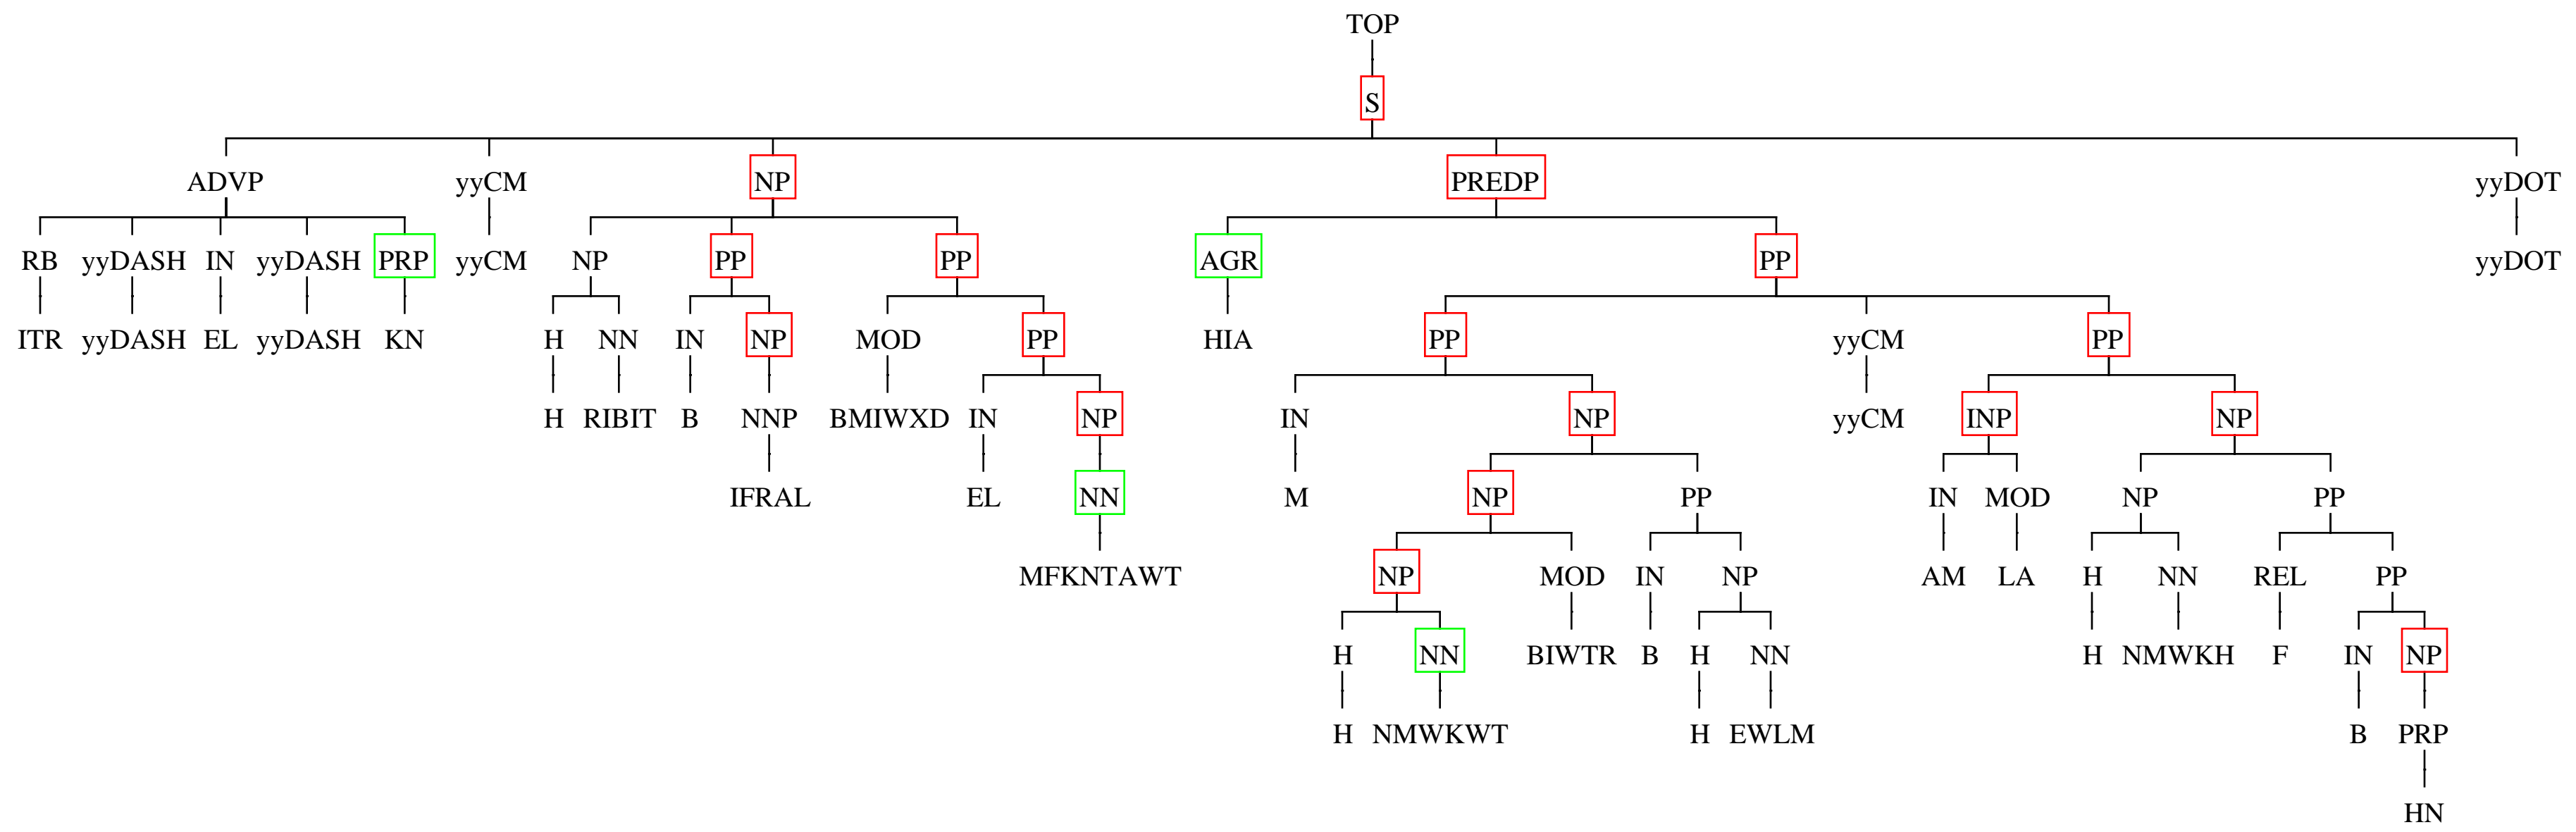 TOP
S
ADVP yyCM NP PREDP yyDOT
RB yyDASH IN yyDASH PRP yyCM NP PP PP AGR PP yyDOT
ITR yyDASH EL yyDASH KN H NN IN NP MOD PP HIA PP yyCM PP
H RIBIT B NNP BMIWXD IN NP IN NP yyCM INP NP
IFRAL EL NN M NP PP IN MOD NP PP
MFKNTAWT NP MOD IN NP AM LA H NN REL PP
H NN BIWTR B H NN H NMWKH F IN NP
H NMWKWT H EWLM B PRP
HN